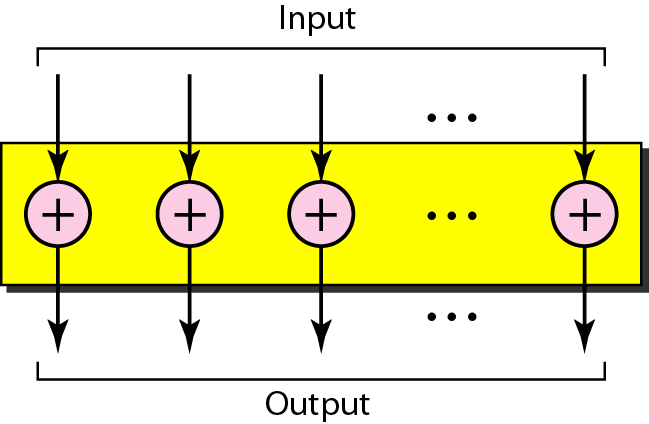 Input
...
+ + + ... +
...
Output